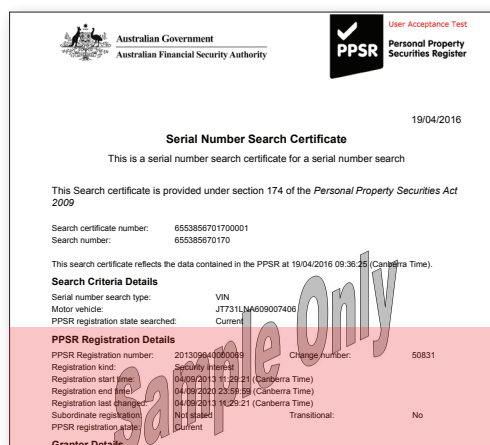 Australian Government
Australian Financial Security Authority
PPSR
User Acceptance Test
Personal Property
Securities Register
19/04/2016
Serial Number Search Certificate
This is a serial number search certificate for a serial number search
This Search certificate is provided under section 174 of the Personal Property Securities Act
2009
Search certificate number: 6553856701700001
Search number: 655385670170
This search certificate reflects the data contained in the PPSR at 19/04/2016 09:36:25 (Canberra Time).
Search Criteria Details
Serial number search type: VIN
Motor vehicle: JT731LNA609007406
PPSR registration state searched: Current
PPSR Registration Details
PPSR Registration number: 201309040000069 Change number: 50831
Registration kind: Security interest
Registration start time: 04/09/2013 11:29:21 (Canberra Time)
Registration end time: 04/09/2020 23:59:59 (Canberra Time)
Registration last changed: 04/09/2013 11:29:21 (Canberra Time)
Subordinate registration: Not stated Transitional: No
PPSR registration state: Current
Grantor Details
Sample Only